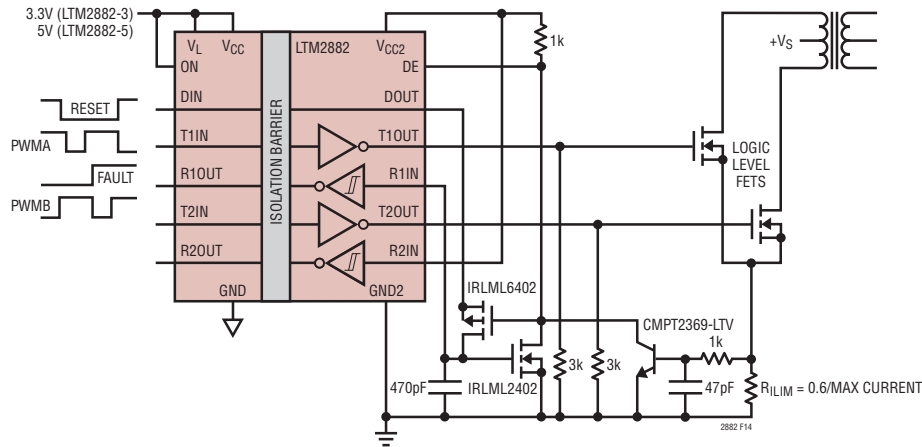 3.3V (LTM2882-3)
5V (LTM2882-5)
VL
VCC
LTM2882
VCC2
1k
+VS
ON
DE
DIN
DOUT
RESET
PWMA
T1IN
T1OUT
LOGIC
LEVEL
FETS
FAULT
R1OUT
R1IN
PWMB
T2IN
T2OUT
R2OUT
R2IN
ISOLATION BARRIER
GND
GND2
IRLML6402
CMPT2369-LTV
1k
3k
3k
470pF
IRLML2402
47pF
RILIM = 0.6/MAX CURRENT
2882 F14